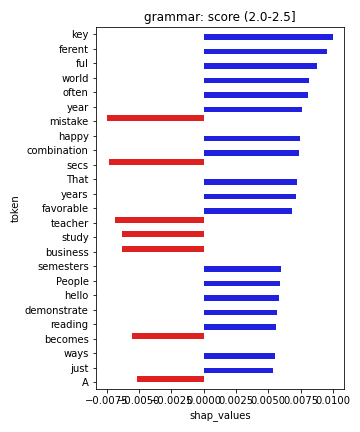 grammar: score (2.0-2.5]
key
ferent
ful
world
often
year
mistake
happy
combination
secs
That
years
favorable
teacher
study
business
semesters
People
hello
demonstrate
reading
becomes
ways
just
A
token
−0.0075 −0.0050 −0.0025 0.0000 0.0025 0.0050 0.0075 0.0100
shap_values